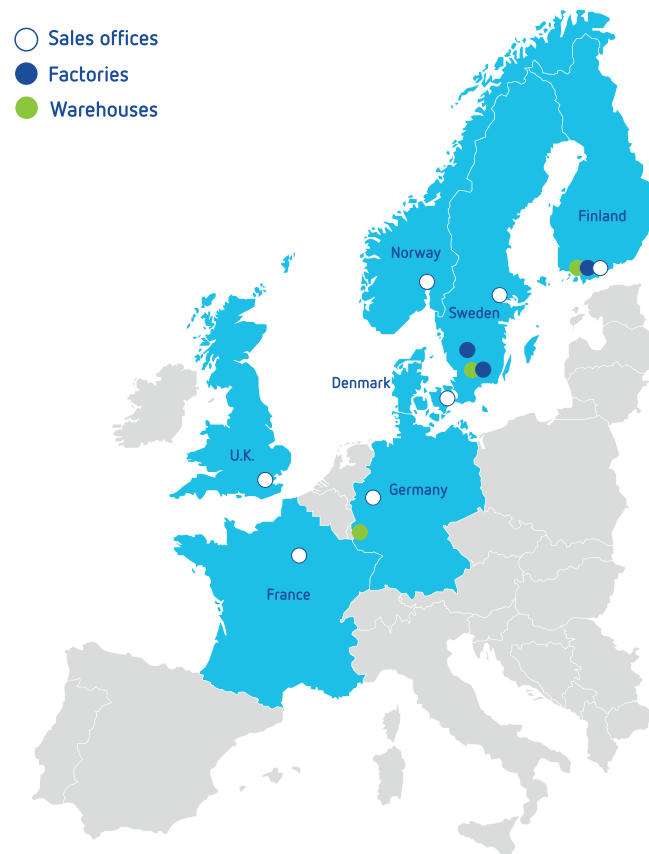 Sales offices
Factories
Warehouses
Finland
Norway
Sweden
Denmark
U.K.
Germany
France